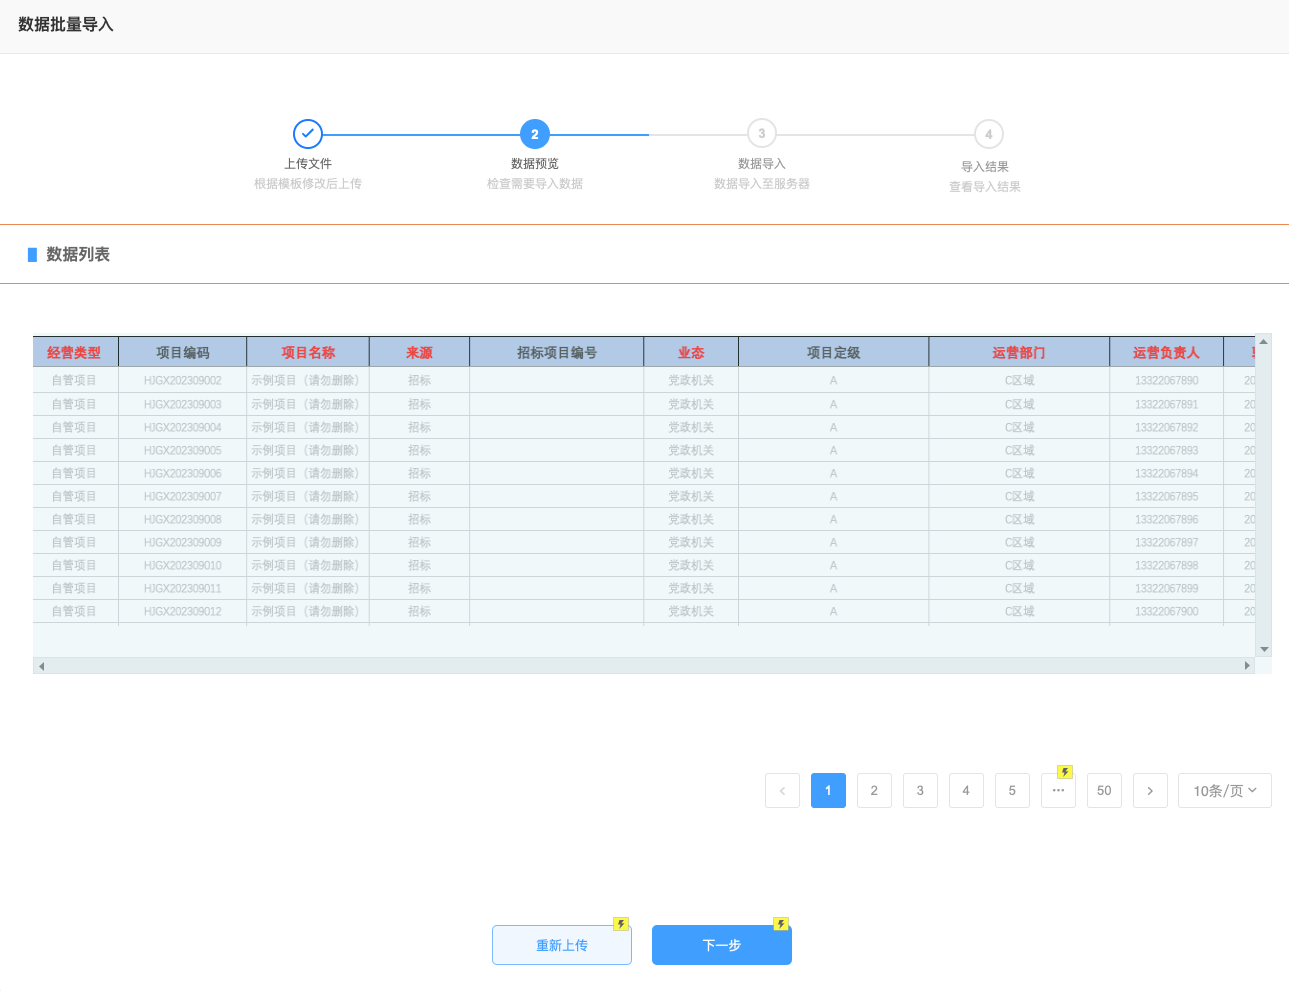 数据批量导入
2
3
4
上传文件
数据预览
数据导入
导入结果
根据模板修改后上传
检查需要导入数据
数据导入至服务器
查看导入结果
数据列表
经营类型 项目编码 项目名称 来源 招标项目编号 业态 项目定级 运营部门 运营负责人
自管项目 HJGX202309002 示例项目（请勿删除） 招标 党政机关 A C区域 13322067890 20
自管项目 HJGX202309003 示例项目（请勿删除） 招标 党政机关 A C区域 13322067891 20
自管项目 HJGX202309004 示例项目（请勿删除） 招标 党政机关 A C区域 13322067892 20
自管项目 HJGX202309005 示例项目（请勿删除） 招标 党政机关 A C区域 13322067893 20
自管项目 HJGX202309006 示例项目（请勿删除） 招标 党政机关 A C区域 13322067894 20
自管项目 HJGX202309007 示例项目（请勿删除） 招标 党政机关 A C区域 13322067895 20
自管项目 HJGX202309008 示例项目（请勿删除） 招标 党政机关 A C区域 13322067896 20
自管项目 HJGX202309009 示例项目（请勿删除） 招标 党政机关 A C区域 13322067897 20
自管项目 HJGX202309010 示例项目（请勿删除） 招标 党政机关 A C区域 13322067898 20
自管项目 HJGX202309011 示例项目（请勿删除） 招标 党政机关 A C区域 13322067899 20
自管项目 HJGX202309012 示例项目（请勿删除） 招标 党政机关 A C区域 13322067900 20
< 1 2 3 4 5 ··· 50 > 10条/页
重新上传 下一步